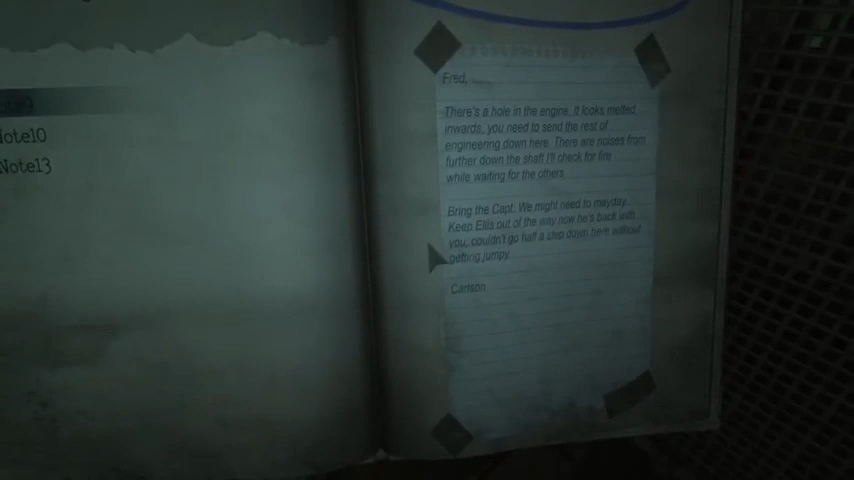 Note10
Note13
Fred,
There's a hole in the engine. It looks melted
inwards, you need to send the rest of
engineering down here. There are noises from
further down the shaft I'll check for fire
while waiting for the others.
Bring the Capt. We might need to mayday.
Keep Ellis out of the way now he's back with
you, couldn't go half a step down here without
getting jumpy.
Carlson